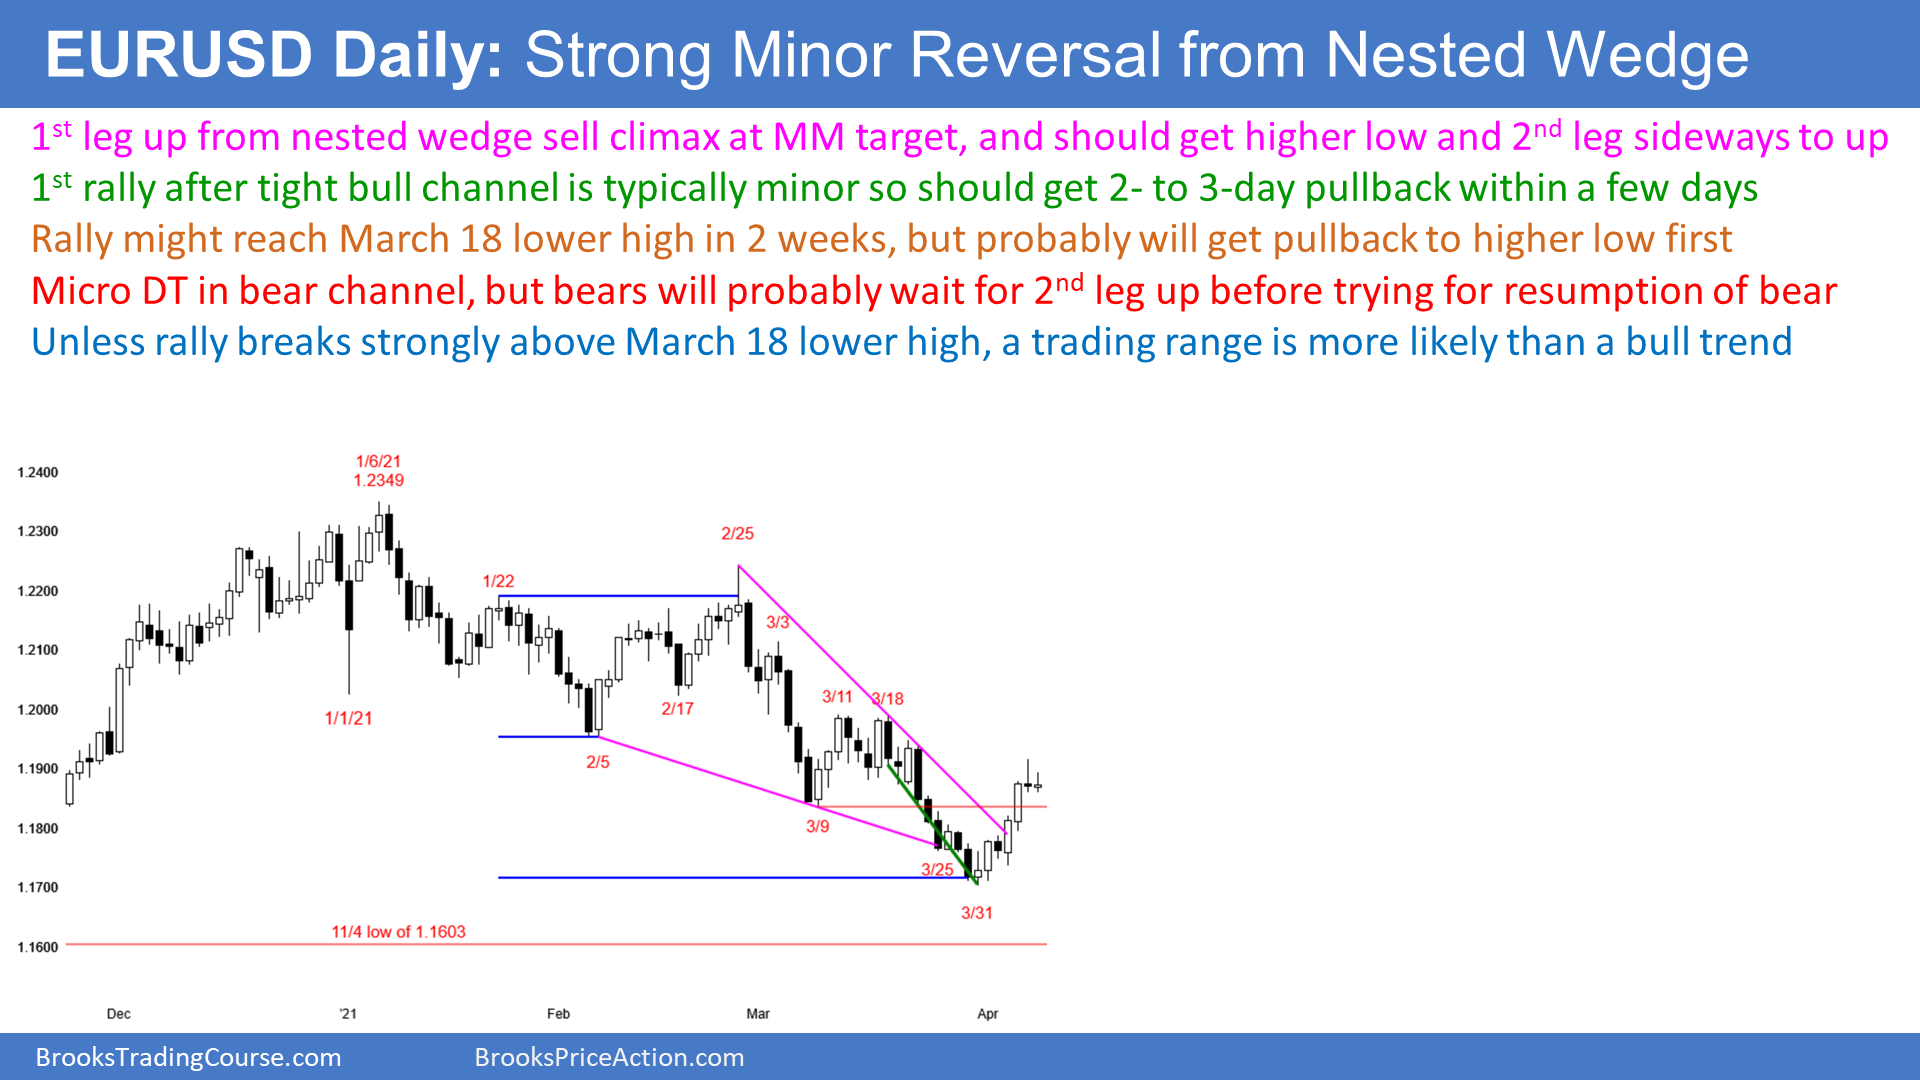 EURUSD Daily: Strong Minor Reversal from Nested Wedge
1st leg up from nested wedge sell climax at MM target, and should get higher low and 2nd leg sideways to up
1st rally after tight bull channel is typically minor so should get 2- to 3-day pullback within a few days
Rally might reach March 18 lower high in 2 weeks, but probably will get pullback to higher low first
Micro DT in bear channel, but bears will probably wait for 2nd leg up before trying for resumption of bear
Unless rally breaks strongly above March 18 lower high, a trading range is more likely than a bull trend
1/6/21
1.2349
1.2400
1.2300
2/25
1/22
1.2200
3/3
1.2100
3/11
3/18
1.2000
2/17
1/1/21
2/5
1.1900
3/9
1.1800
3/25
1.1700
3/31
11/4 low of 1.1603
1.1600
Dec
'21
Feb
Mar
Apr
BrooksTradingCourse.com
BrooksPriceAction.com